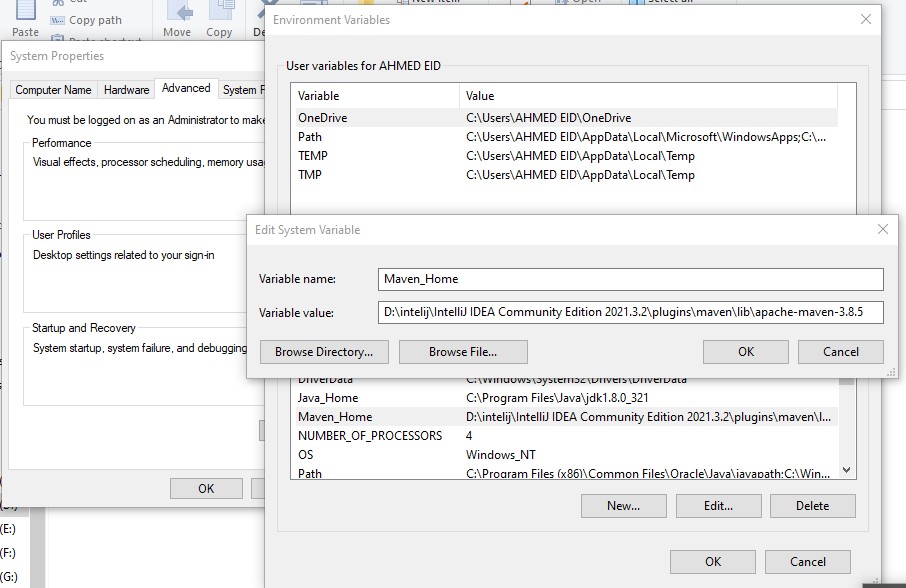 Cut
New item
Open
Select all
Paste
Copy path
Paste shortcut
Move
Copy
Environment Variables
System Properties
Computer Name
Hardware
Advanced
System P
You must be logged on as an Administrator to make
Performance
Visual effects, processor scheduling, memory usa
User Profiles
Desktop settings related to your sign-in
Startup and Recovery
System startup, system failure, and debugging
OK
User variables for AHMED EID
Variable Value
OneDrive C:\Users\AHMED EID\OneDrive
Path C:\Users\AHMED EID\AppData\Local\Microsoft\WindowsApps;C:\...
TEMP C:\Users\AHMED EID\AppData\Local\Temp
TMP C:\Users\AHMED EID\AppData\Local\Temp
Edit System Variable
Variable name: Maven_Home
Variable value: D:\intelij\IntelliJ IDEA Community Edition 2021.3.2\plugins\maven\lib\apache-maven-3.8.5
Browse Directory... Browse File... OK Cancel
DriverData C:\Windows\System32\Drivers\DriverData
Java_Home C:\Program Files\Java\jdk1.8.0_321
Maven_Home D:\intelij\IntelliJ IDEA Community Edition 2021.3.2\plugins\maven\l...
NUMBER_OF_PROCESSORS 4
OS Windows_NT
Path C:\Program Files (x86)\Common Files\Oracle\Java\javapath;C:\Win...
New... Edit... Delete
OK Cancel
(E:)
(F:)
(G:)